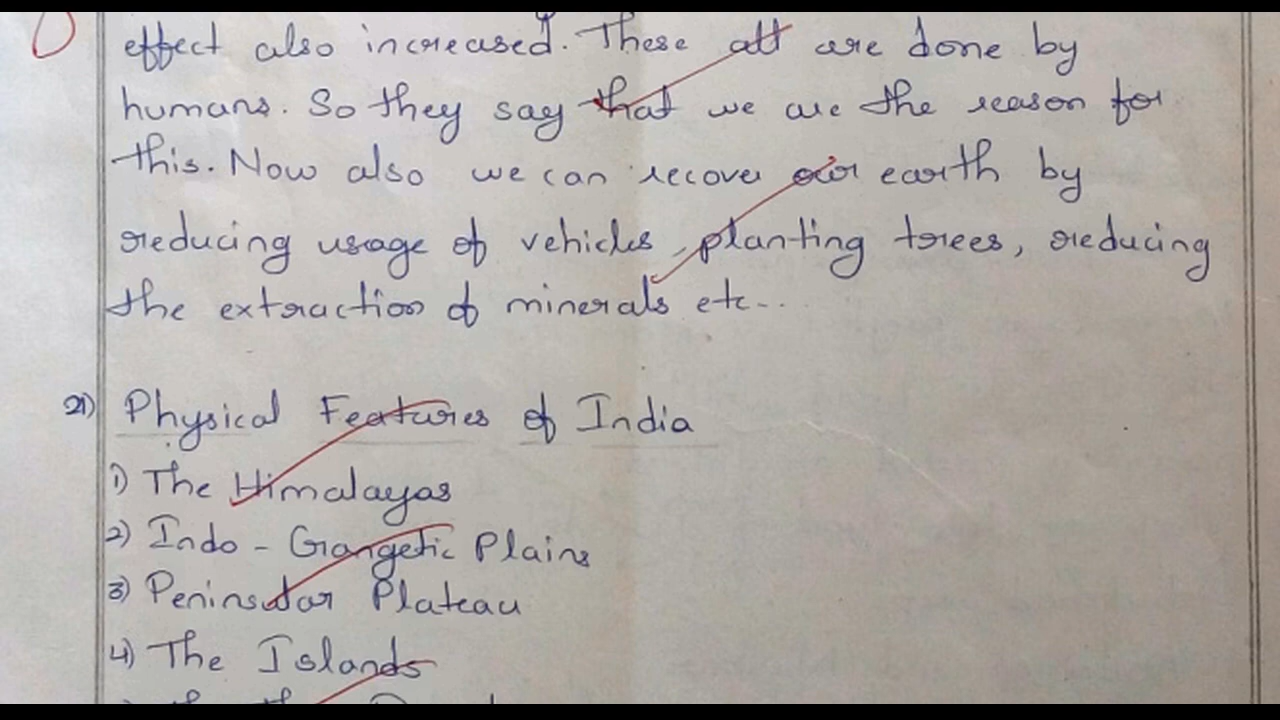 effect also increased. These all are done by
humans. So they say that we are the reason for
this. Now also we can recover our earth by
reducing usage of vehicles, planting trees, reducing
the extraction of minerals etc...
21) Physical Features of India
1) The Himalayas
2) Indo - Gangetic Plains
3) Peninsular Plateau
4) The Islands